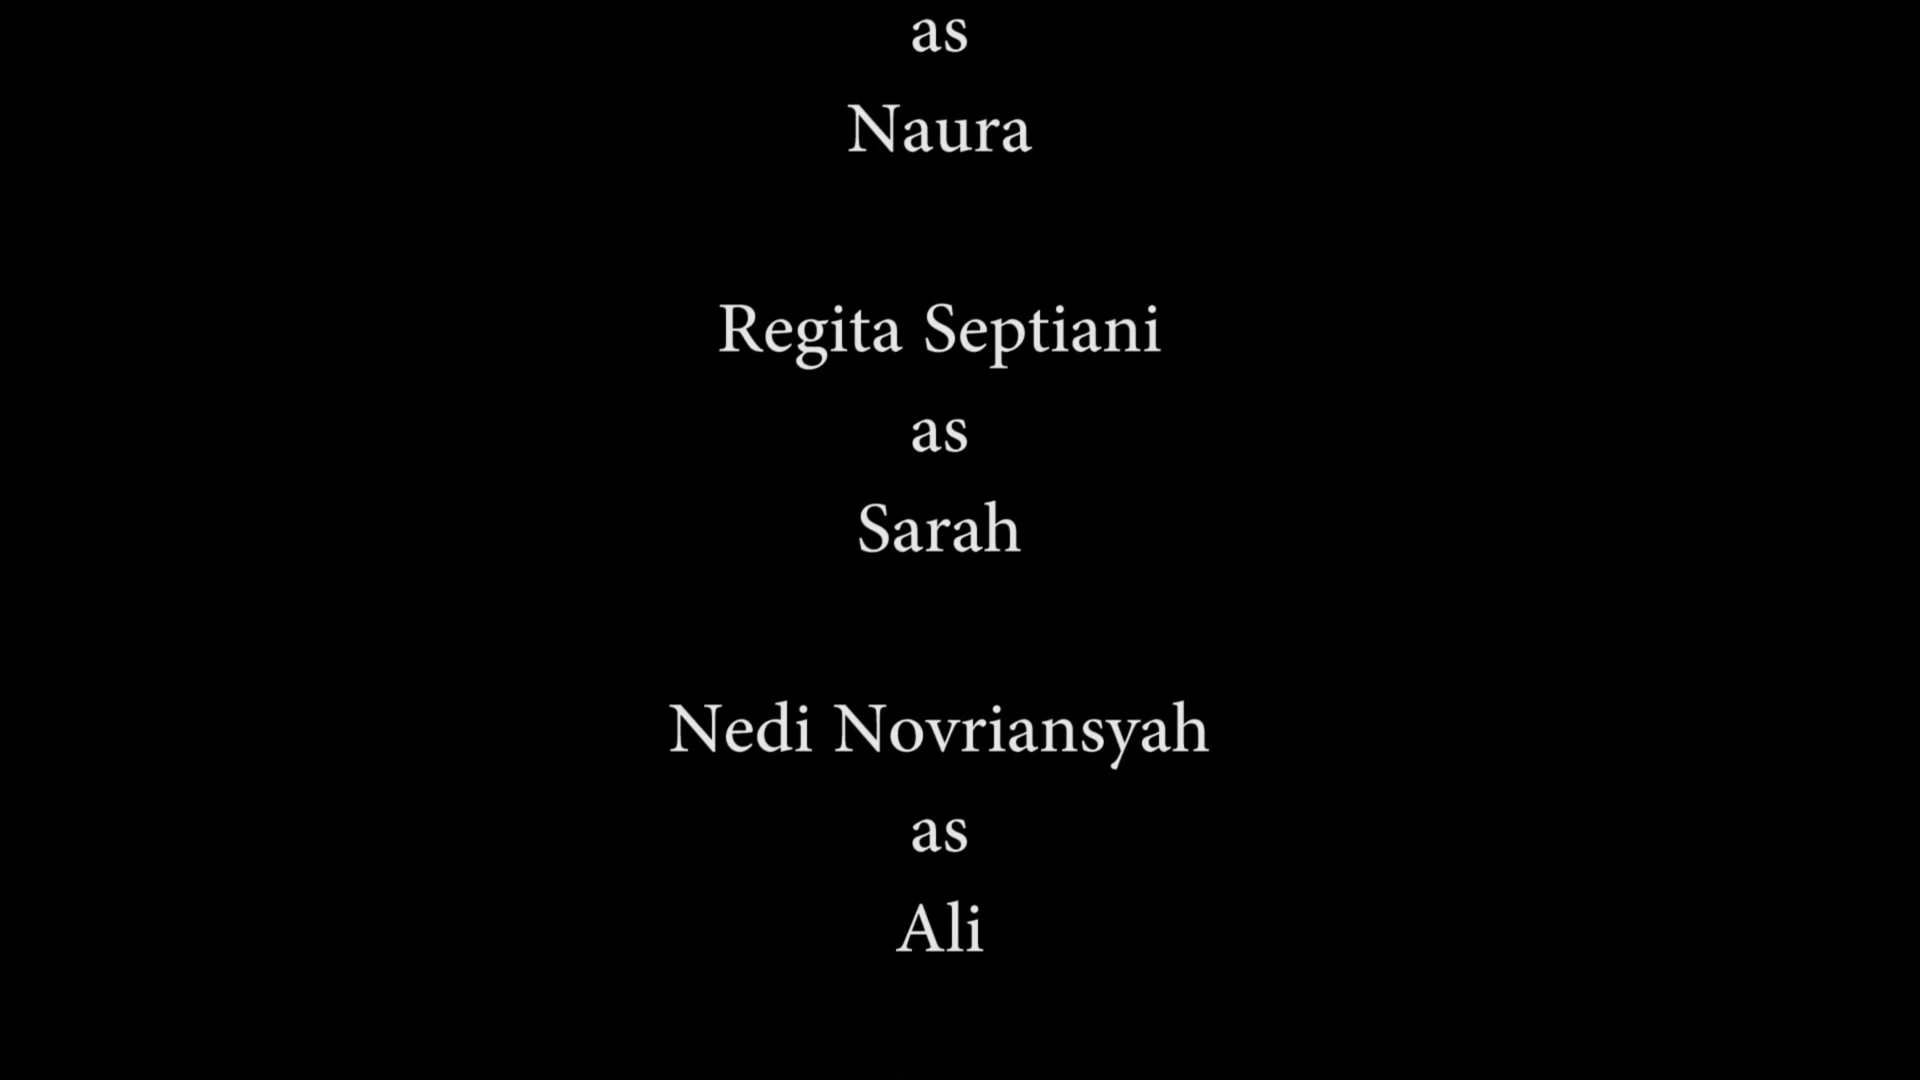 as
Naura
Regita Septiani
as
Sarah
Nedi Novriansyah
as
Ali